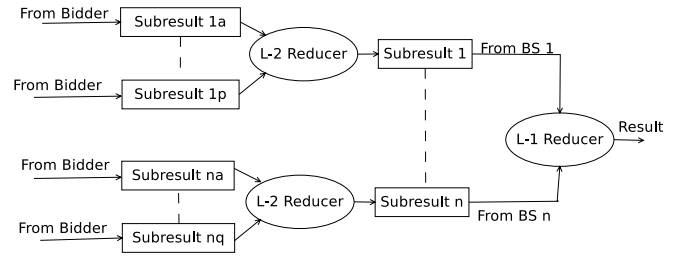 From Bidder
Subresult 1a
L-2 Reducer
From Bidder
Subresult 1p
Subresult 1
From BS 1
L-1 Reducer
Result
From Bidder
Subresult na
L-2 Reducer
From Bidder
Subresult nq
Subresult n
From BS n